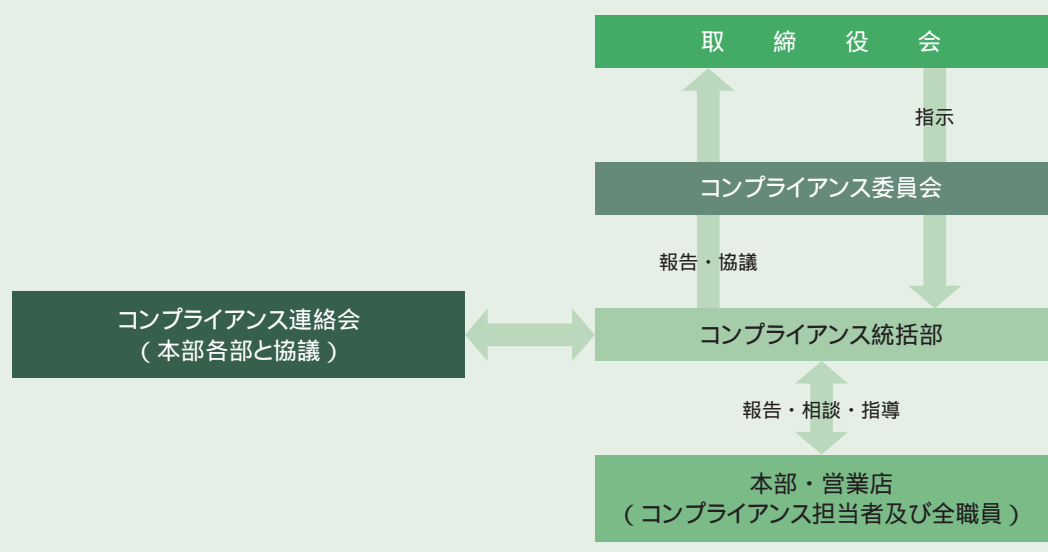 取締役会
指示
コンプライアンス委員会
報告・協議
コンプライアンス連絡会
(本部各部と協議)
コンプライアンス統括部
報告・相談・指導
本部・営業店
(コンプライアンス担当者及び全職員)